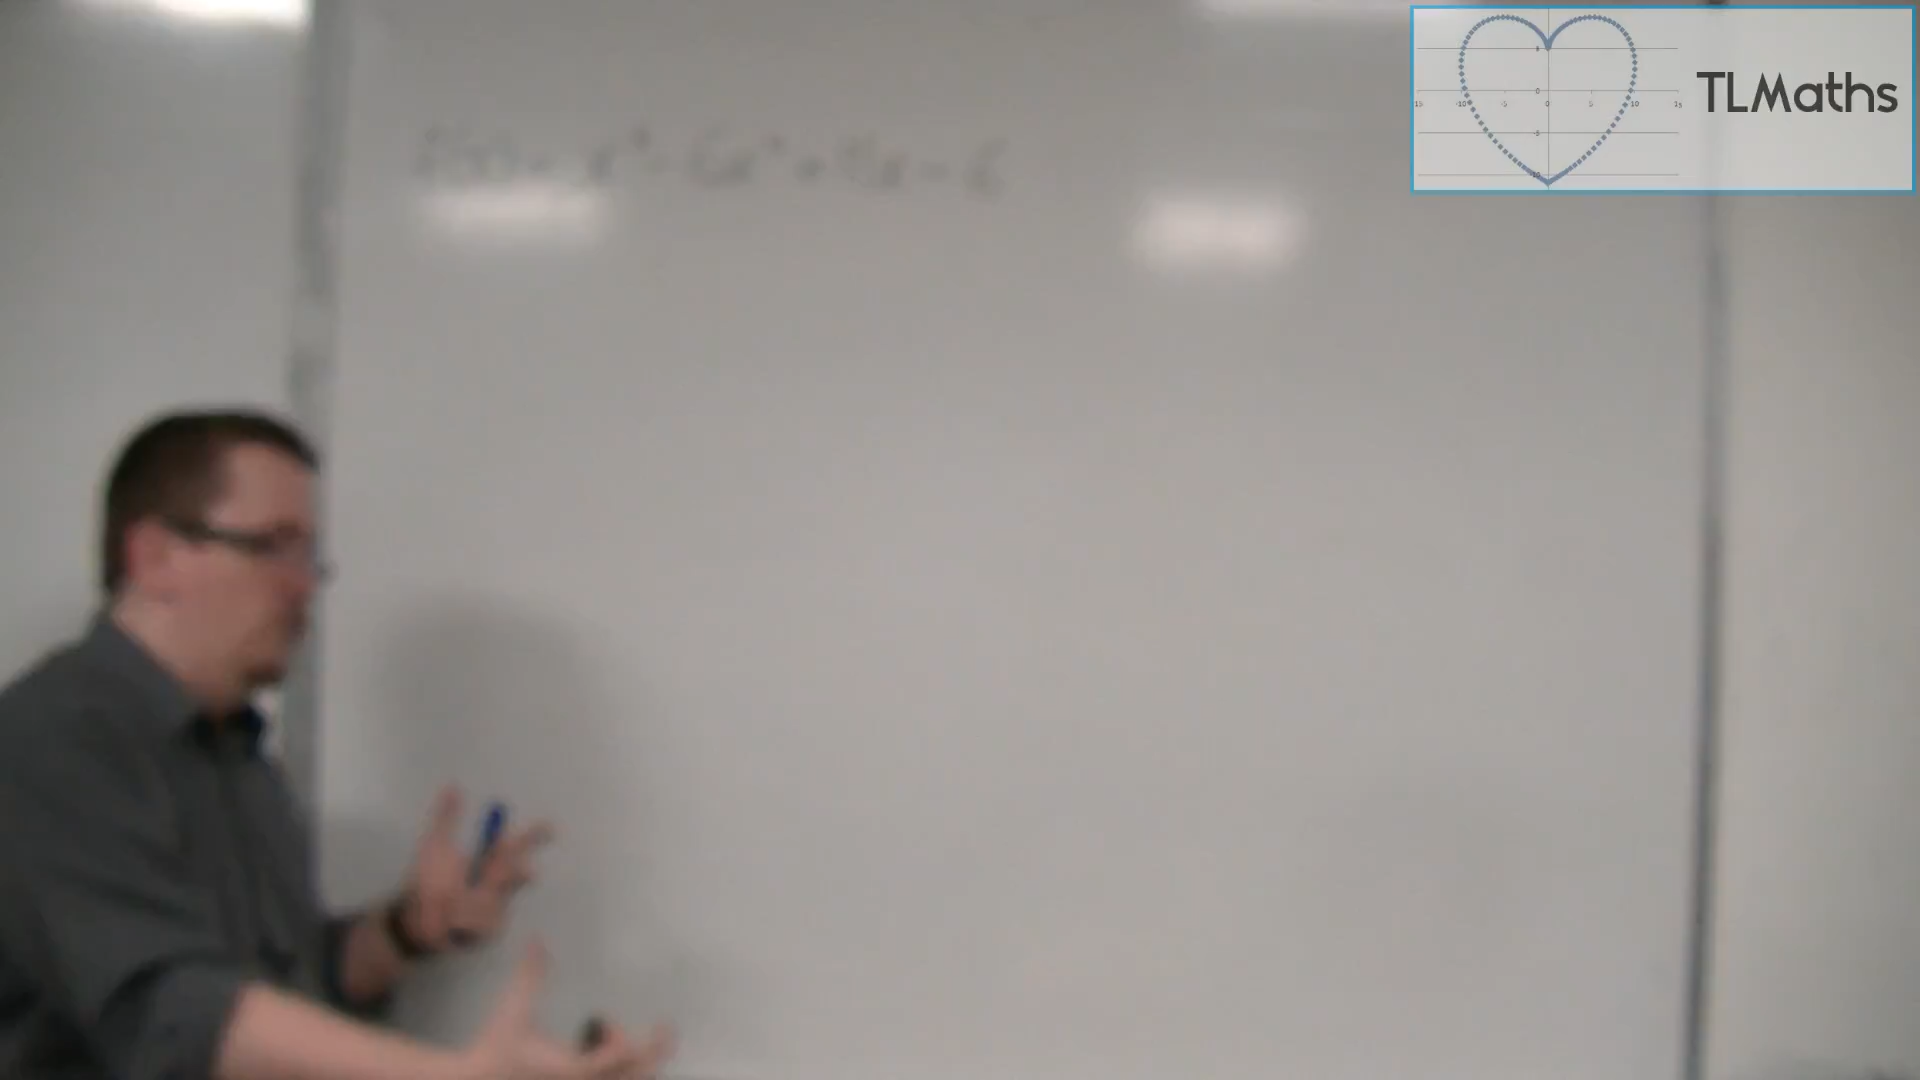 f(x) = x³ - 6x² + 11x - 6
TLMaths